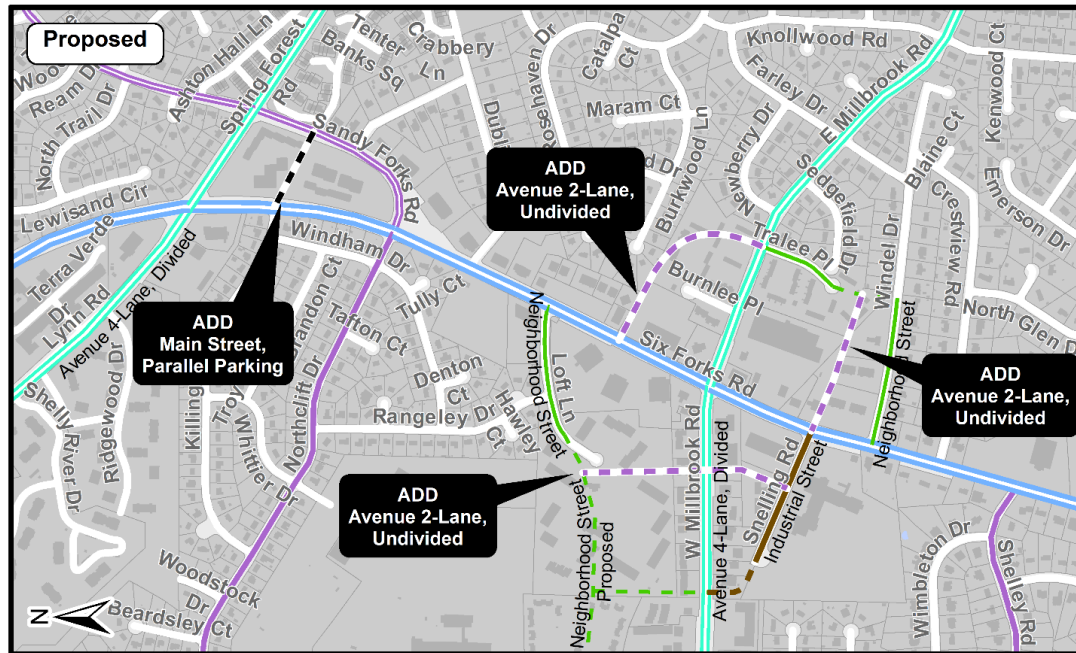 Proposed
Ream Dr
North Trail Dr
Ashton Hall Ln
Spring Forest
Rd
Tenter
Banks Sq
Crabbery
Ln
Sandy Forks Rd
Rosehaven Dr
Catalpa
Ct
Maram Ct
Burkwood Ln
Knollwood Rd
Farley Dr
E Millbrook Rd
Newberry Dr
Sedgefield Dr
Blaine Ct
Kenwood Ct
Crestview Rd
Emerson Dr
ADD
Avenue 2-Lane,
Undivided
Lewisand Cir
Terra Verde
Dr
Lynn Rd
Avenue 4-Lane, Divided
Windham Dr
Tully Ct
Tralee Pl
Burnlee Pl
Windel Dr
Neighborhood Street
North Glen D
ADD
Main Street,
Parallel Parking
Tafton Ct
Northclift Dr
Denton
Ct
Rangeley Dr
Hawley
Ct
Whittier Dr
Killing
Ridgewood Dr
Shelly River Dr
Neighborhood Street
Loft Ln
Six Forks Rd
ADD
Avenue 2-Lane,
Undivided
ADD
Avenue 2-Lane,
Undivided
W Millbrook Rd
Avenue 4-Lane, Divided
Snelling Rd
Industrial Street
Neighborhood Street
Proposed
Woodstock
Dr
Beardsley Ct
Wimbleton Dr
Shelley Rd
N